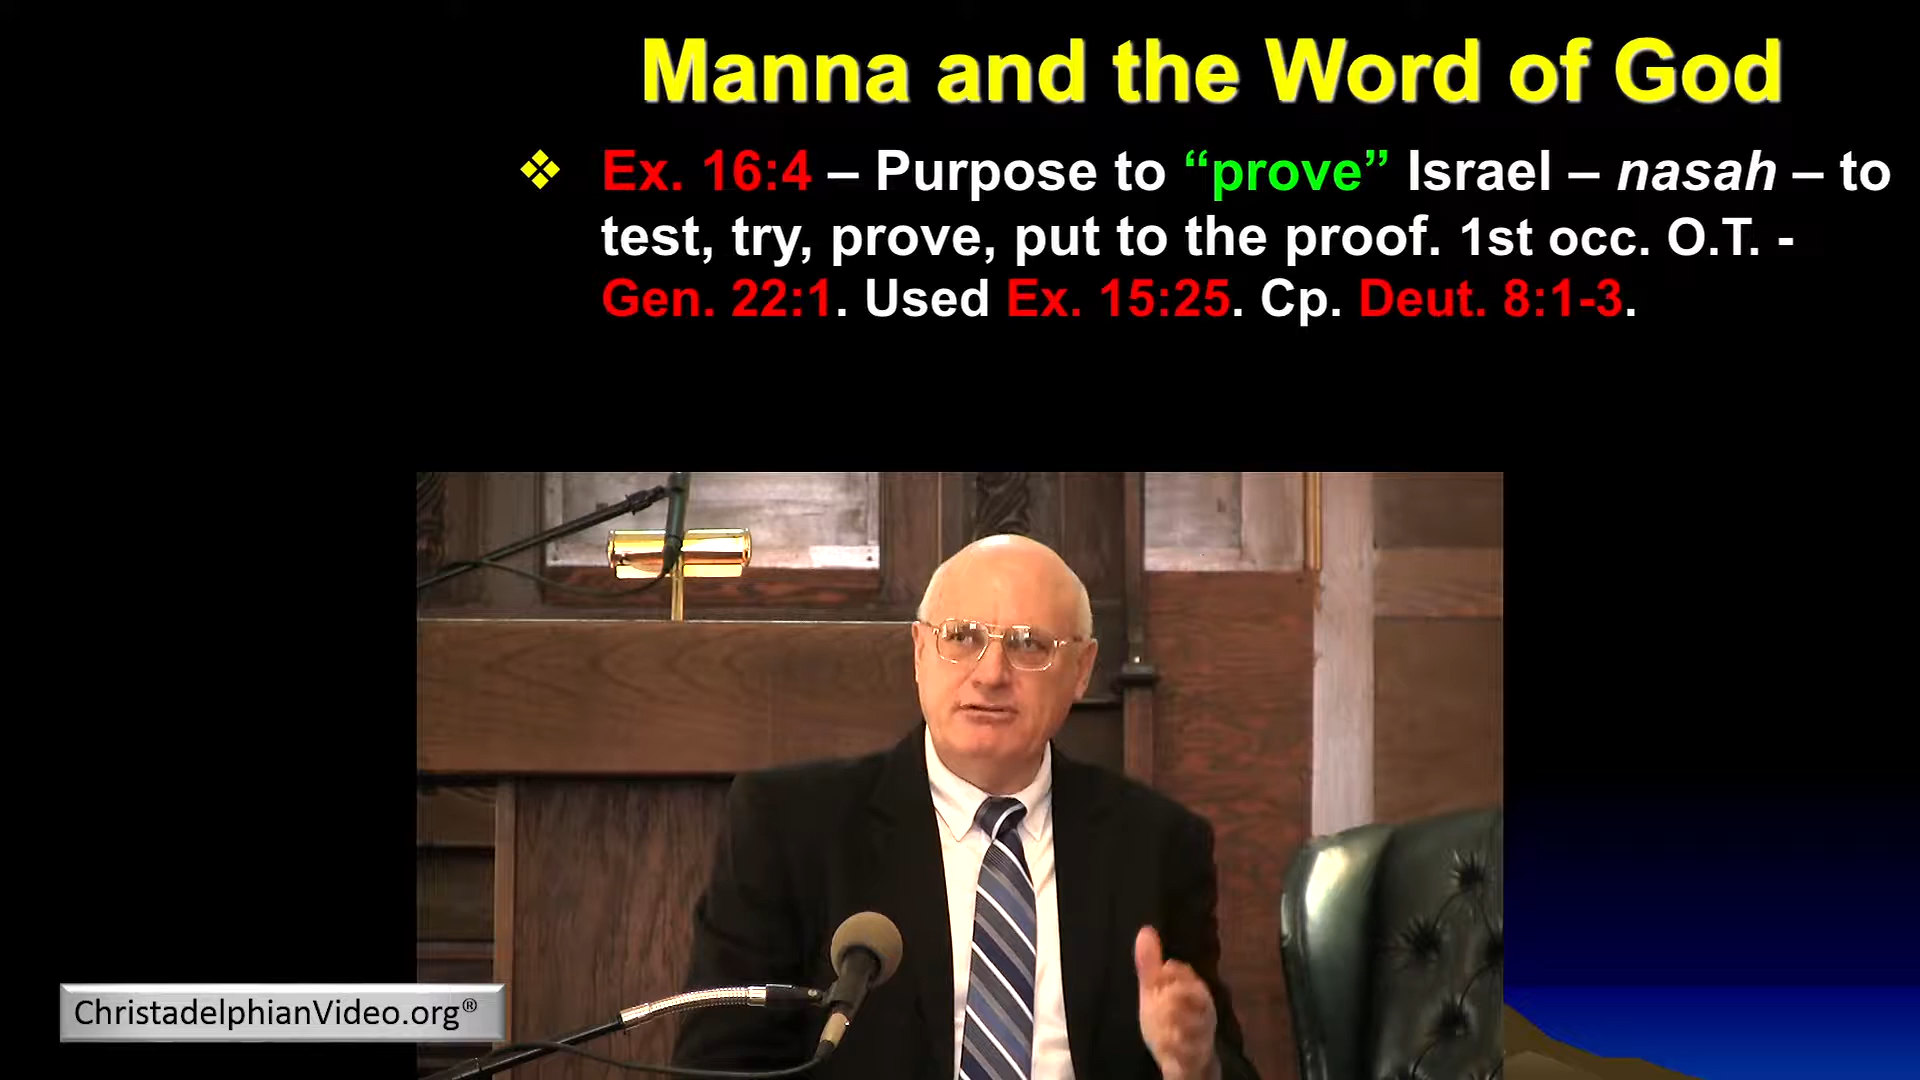 Manna and the Word of God
❖ Ex. 16:4 – Purpose to “prove” Israel – nasah – to
test, try, prove, put to the proof. 1st occ. O.T. -
Gen. 22:1. Used Ex. 15:25. Cp. Deut. 8:1-3.
ChristadelphianVideo.org®